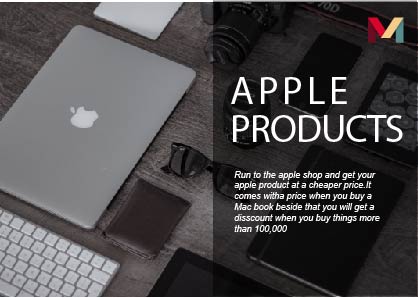 APPLE
PRODUCTS
Run to the apple shop and get your
apple product at a cheaper price.It
comes witha price when you buy a
Mac book beside that you will get a
disscount when you buy things more
than 100,000